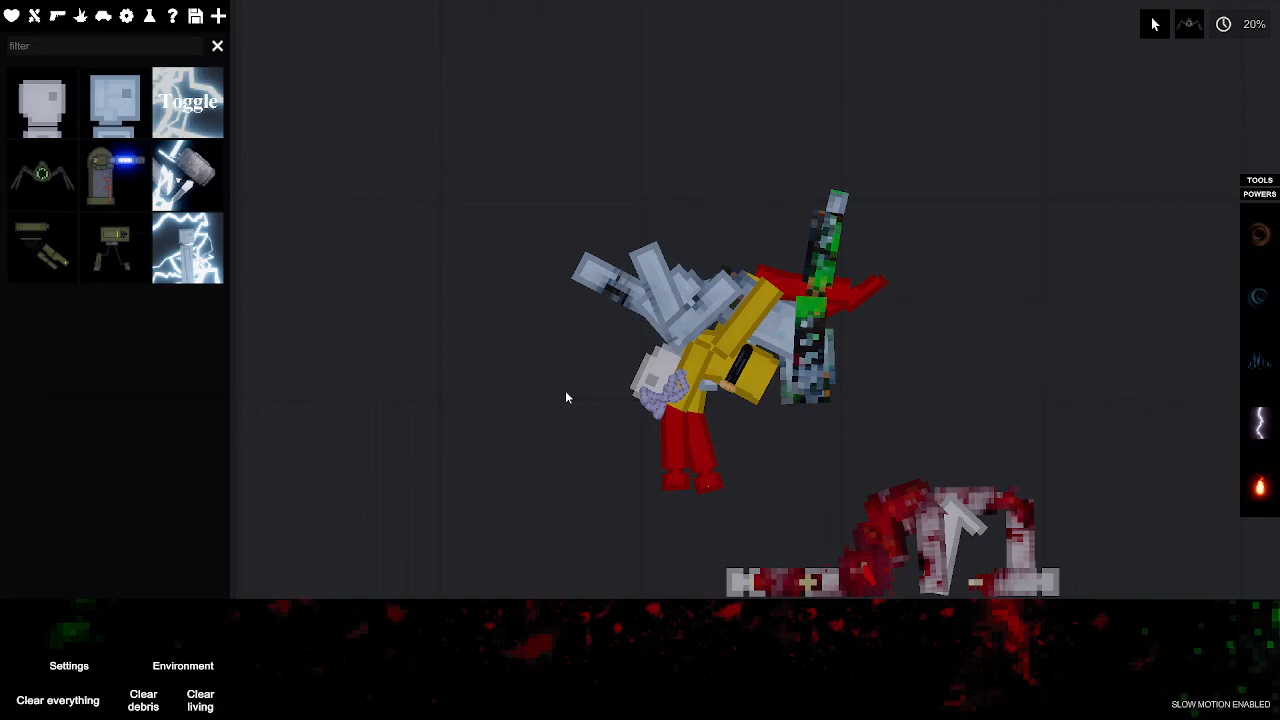 filter
20%
Toggle
TOOLS
POWERS
Settings
Environment
Clear everything
Clear debris
Clear living
SLOW MOTION ENABLED